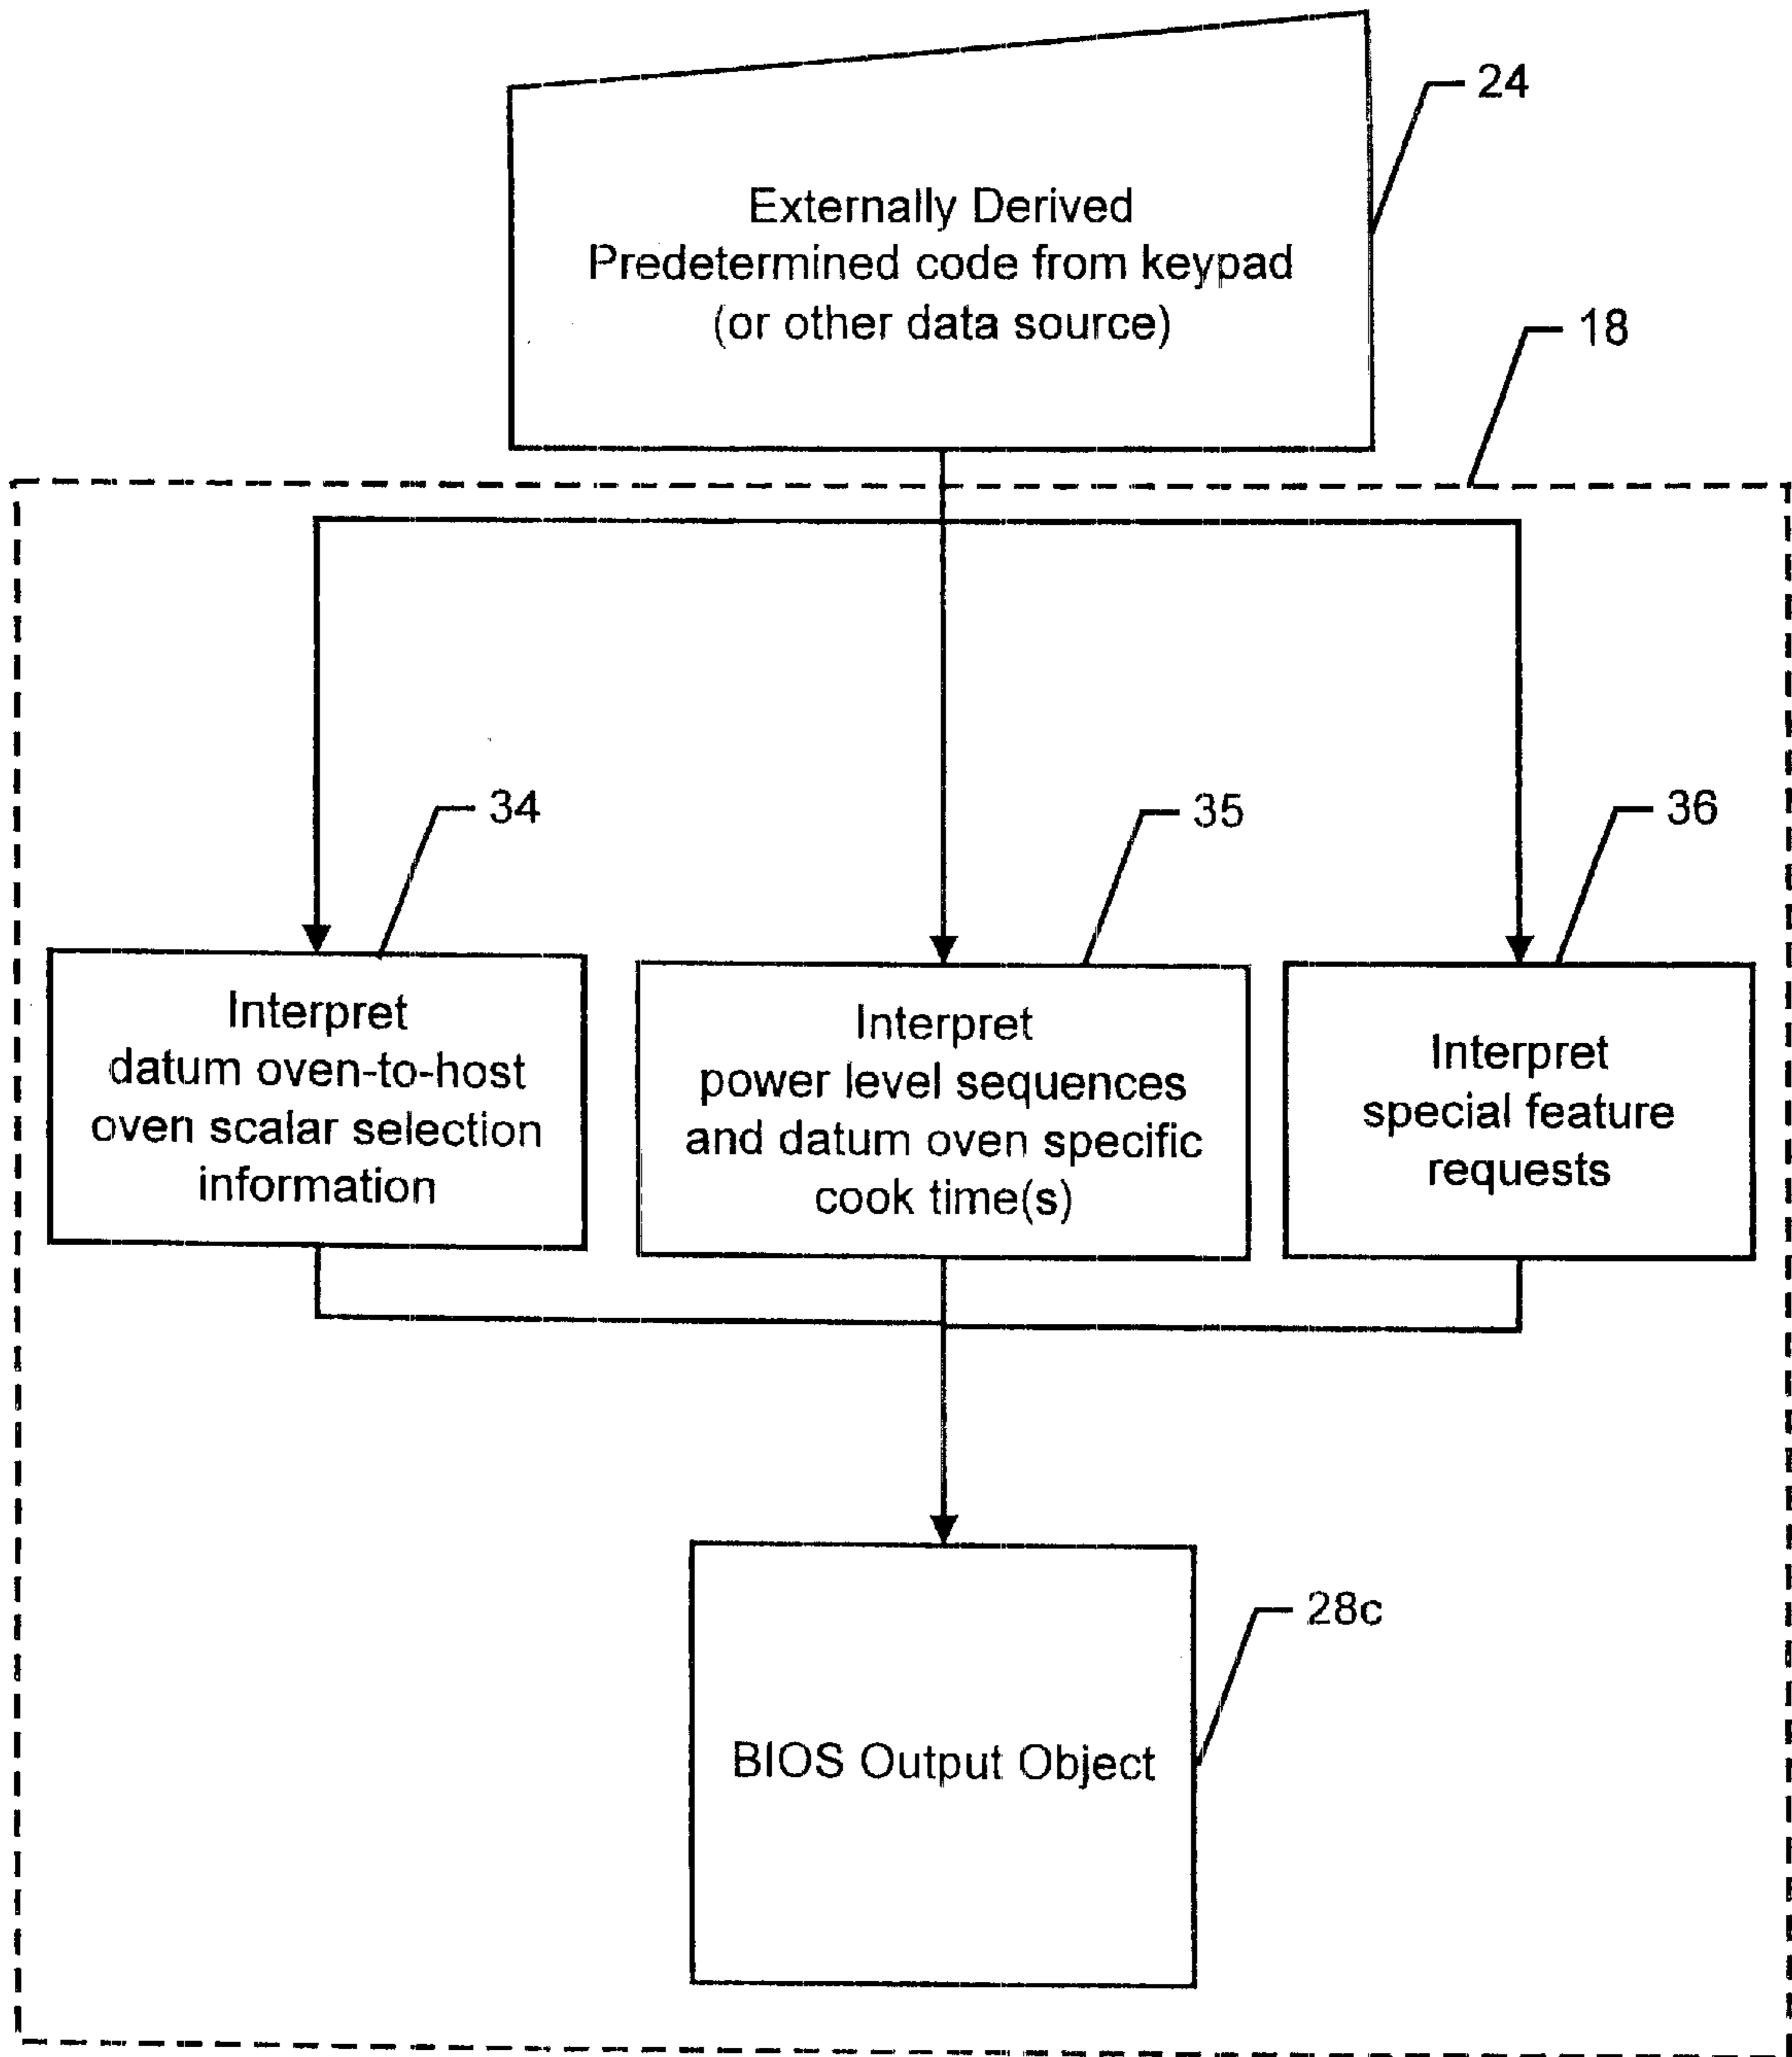 24
Externally Derived
Predetermined code from keypad
(or other data source)
18
34
35
36
Interpret
datum oven-to-host
oven scalar selection
information
Interpret
power level sequences
and datum oven specific
cook time(s)
Interpret
special feature
requests
28c
BIOS Output Object